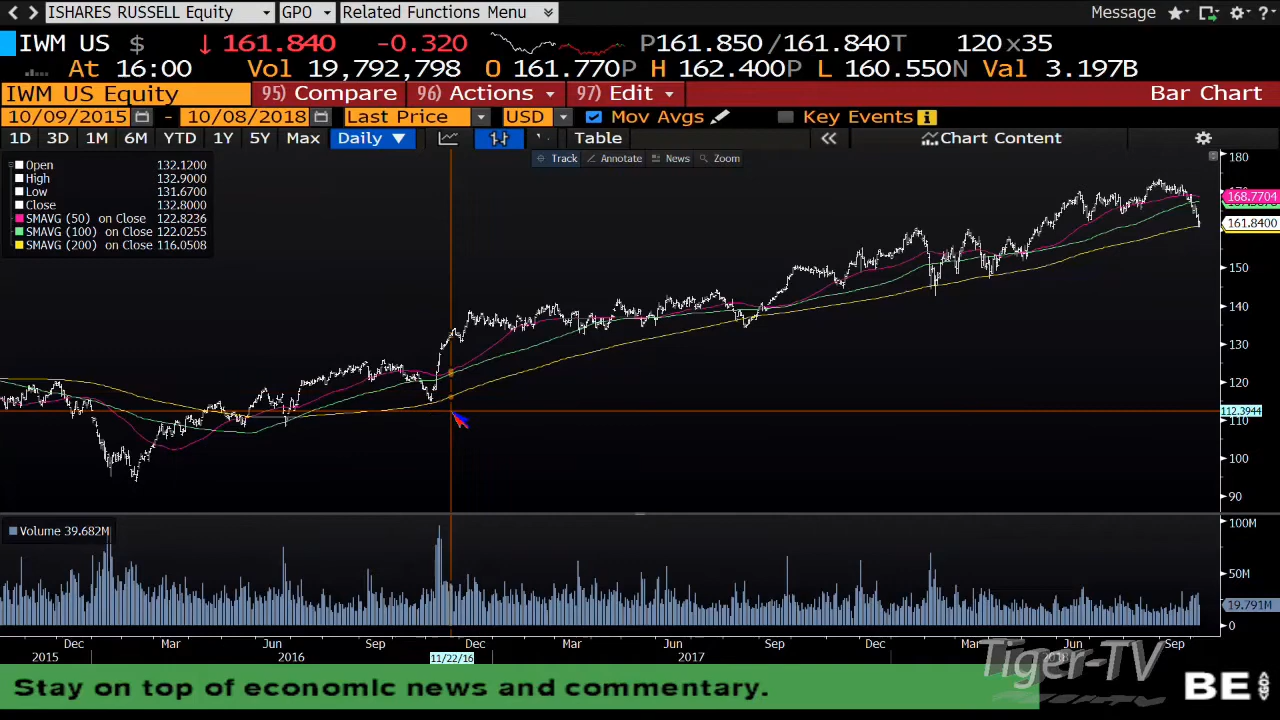 ISHARES RUSSELL Equity GPO Related Functions Menu Message ?
IWM US $ ↓ 161.840 -0.320 P161.850/161.840T 120x35
At 16:00 Vol 19,792,798 O 161.770P H 162.400P L 160.550N Val 3.197B
IWM US Equity 95) Compare 96) Actions 97) Edit Bar Chart
10/09/2015 - 10/08/2018 Last Price USD Mov Avgs Key Events
1D 3D 1M 6M YTD 1Y 5Y Max Daily Table Chart Content
Track Annotate News Zoom
Open 132.1200
High 132.9000
Low 131.6700
Close 132.8000
SMAVG (50) on Close 122.8236
SMAVG (100) on Close 122.0255
SMAVG (200) on Close 116.0508
180
168.7704
161.8400
150
140
130
120
112.3944
110
100
90
Volume 39.682M
100M
50M
19.791M
0
Dec Mar Jun Sep Dec Mar Jun Sep Dec Mar Jun Sep
2015 2016 11/22/16 2017 2018
Tiger-TV
Stay on top of economic news and commentary.
BE